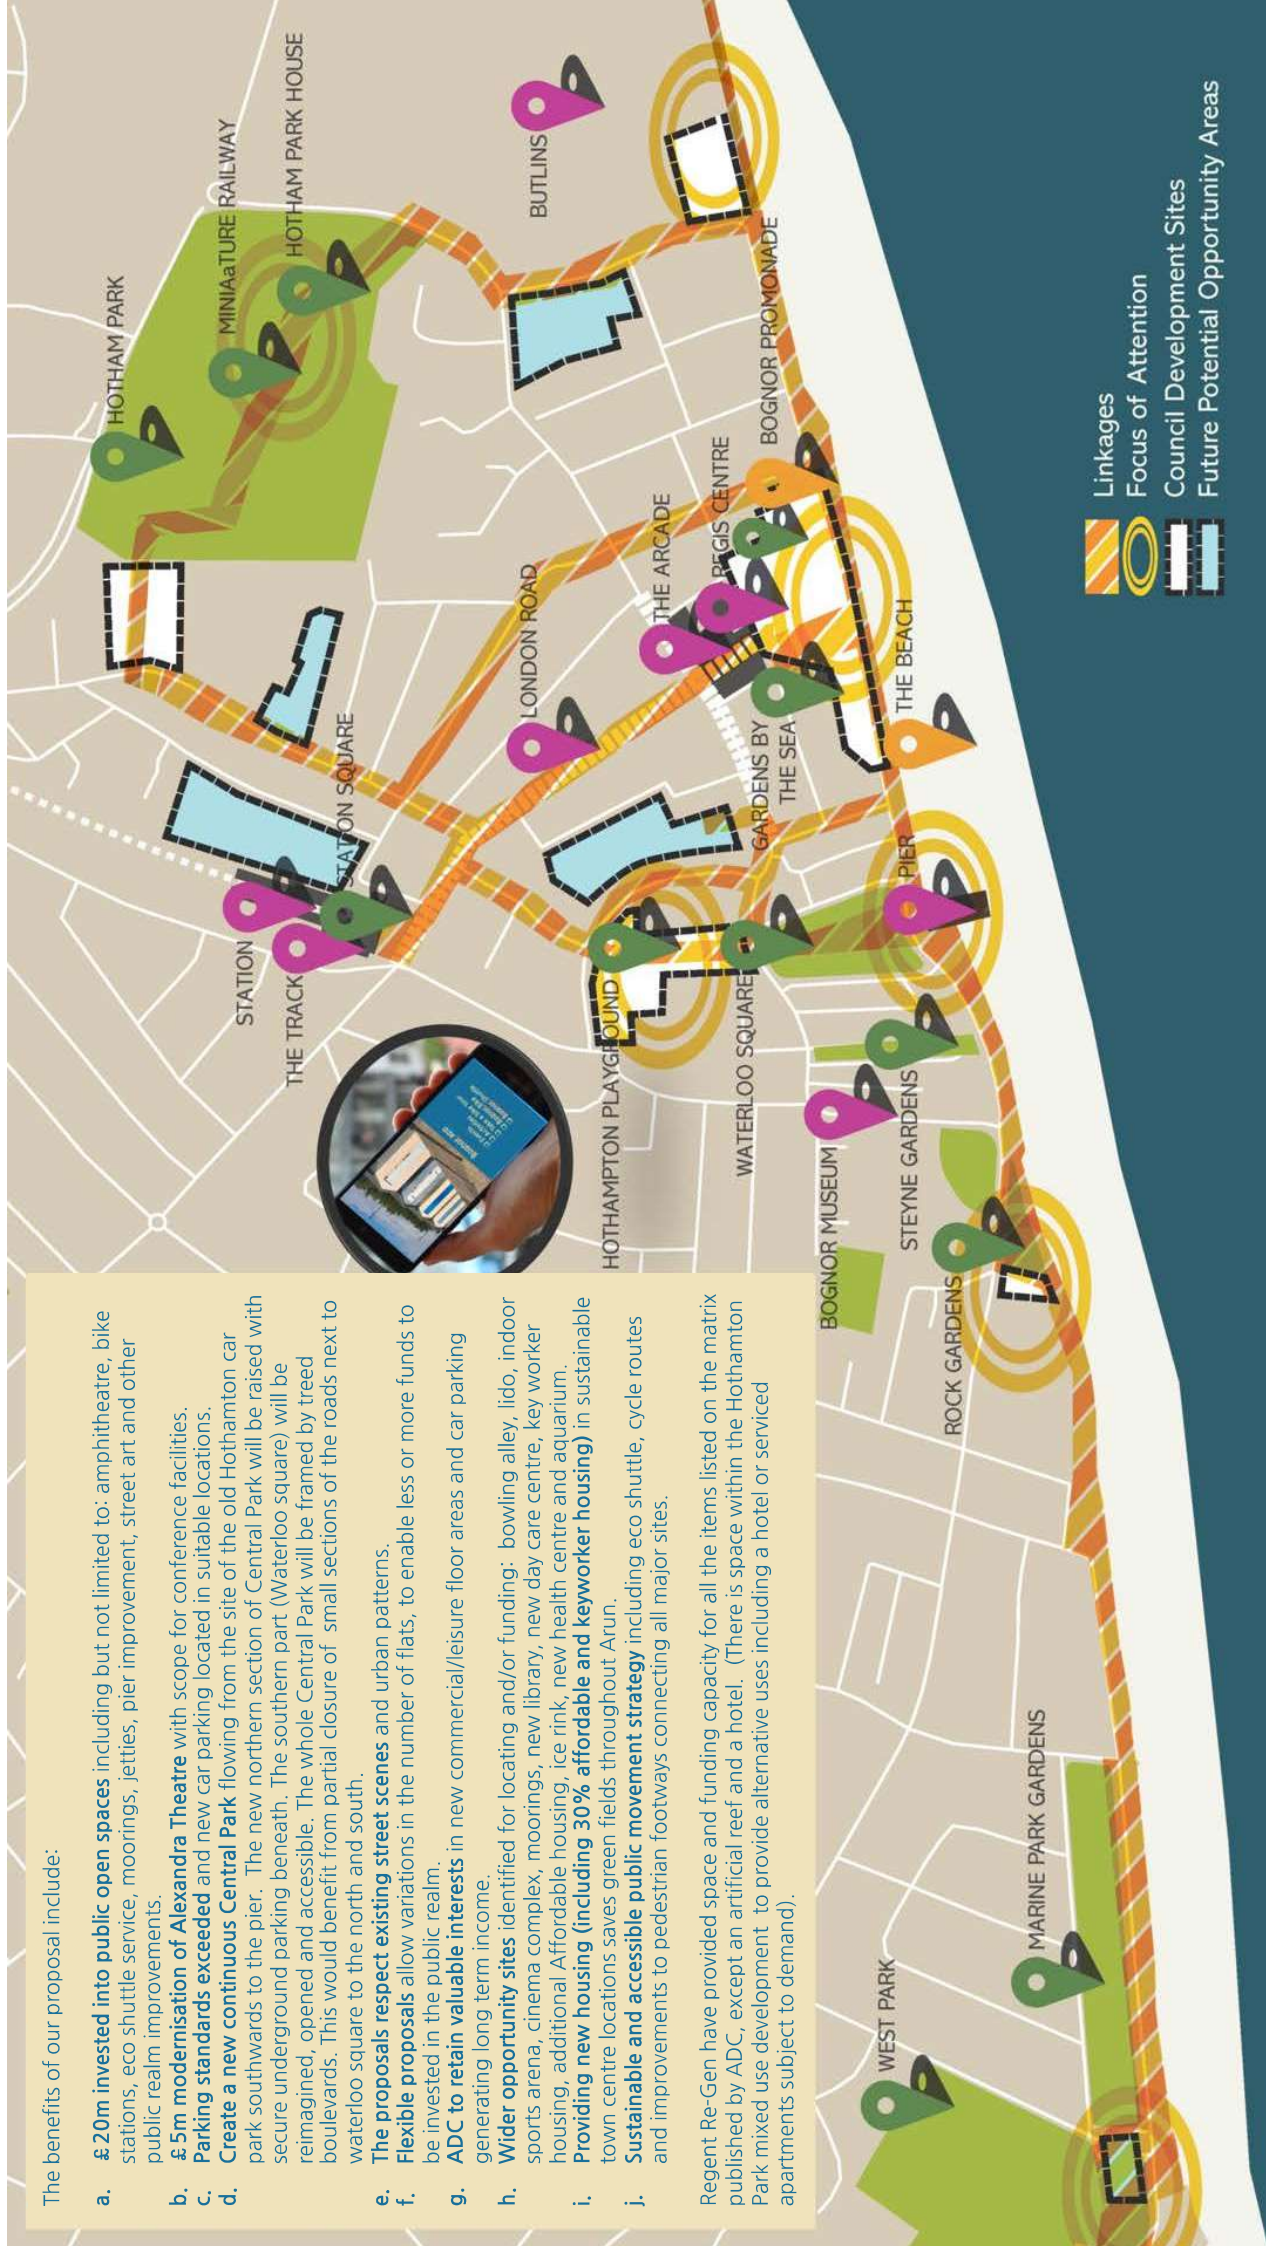 The benefits of our proposal include:
a. £20m invested into public open spaces including but not limited to: amphitheatre, bike
stations, eco shuttle service, moorings, jetties, pier improvement, street art and other
public realm improvements.
b. £5m modernisation of Alexandra Theatre with scope for conference facilities.
c. Parking standards exceeded and new car parking located in suitable locations.
d. Create a new continuous Central Park flowing from the site of the old Hothamton car
park southwards to the pier. The new northern section of Central Park will be raised with
secure underground parking beneath. The southern part (Waterloo square) will be
reimagined, opened and accessible. The whole Central Park will be framed by treed
boulevards. This would benefit from partial closure of small sections of the roads next to
waterloo square to the north and south.
e. The proposals respect existing street scenes and urban patterns.
f. Flexible proposals allow variations in the number of flats, to enable less or more funds to
be invested in the public realm.
g. ADC to retain valuable interests in new commercial/leisure floor areas and car parking
generating long term income.
h. Wider opportunity sites identified for locating and/or funding: bowling alley, lido, indoor
sports arena, cinema complex, moorings, new library, new day care centre, key worker
housing, additional Affordable housing, ice rink, new health centre and aquarium.
i. Providing new housing (including 30% affordable and keyworker housing) in sustainable
town centre locations saves green fields throughout Arun.
j. Sustainable and accessible public movement strategy including eco shuttle, cycle routes
and improvements to pedestrian footways connecting all major sites.
Regent Re-Gen have provided space and funding capacity for all the items listed on the matrix
published by ADC, except an artificial reef and a hotel. (There is space within the Hothamton
Park mixed use development to provide alternative uses including a hotel or serviced
apartments subject to demand).
WEST PARK
MARINE PARK GARDENS
ROCK GARDENS
BOGNOR MUSEUM
STEYNE GARDENS
WATERLOO SQUARE
HOTHAMPTON PLAYGROUND
THE TRACK
STATION
STATION SQUARE
PIER
GARDENS BY
THE SEA
THE BEACH
LONDON ROAD
THE ARCADE
REGIS CENTRE
BOGNOR PROMONADE
HOTHAM PARK
MINIAaTURE RAILWAY
HOTHAM PARK HOUSE
BUTLINS
Linkages
Focus of Attention
Council Development Sites
Future Potential Opportunity Areas